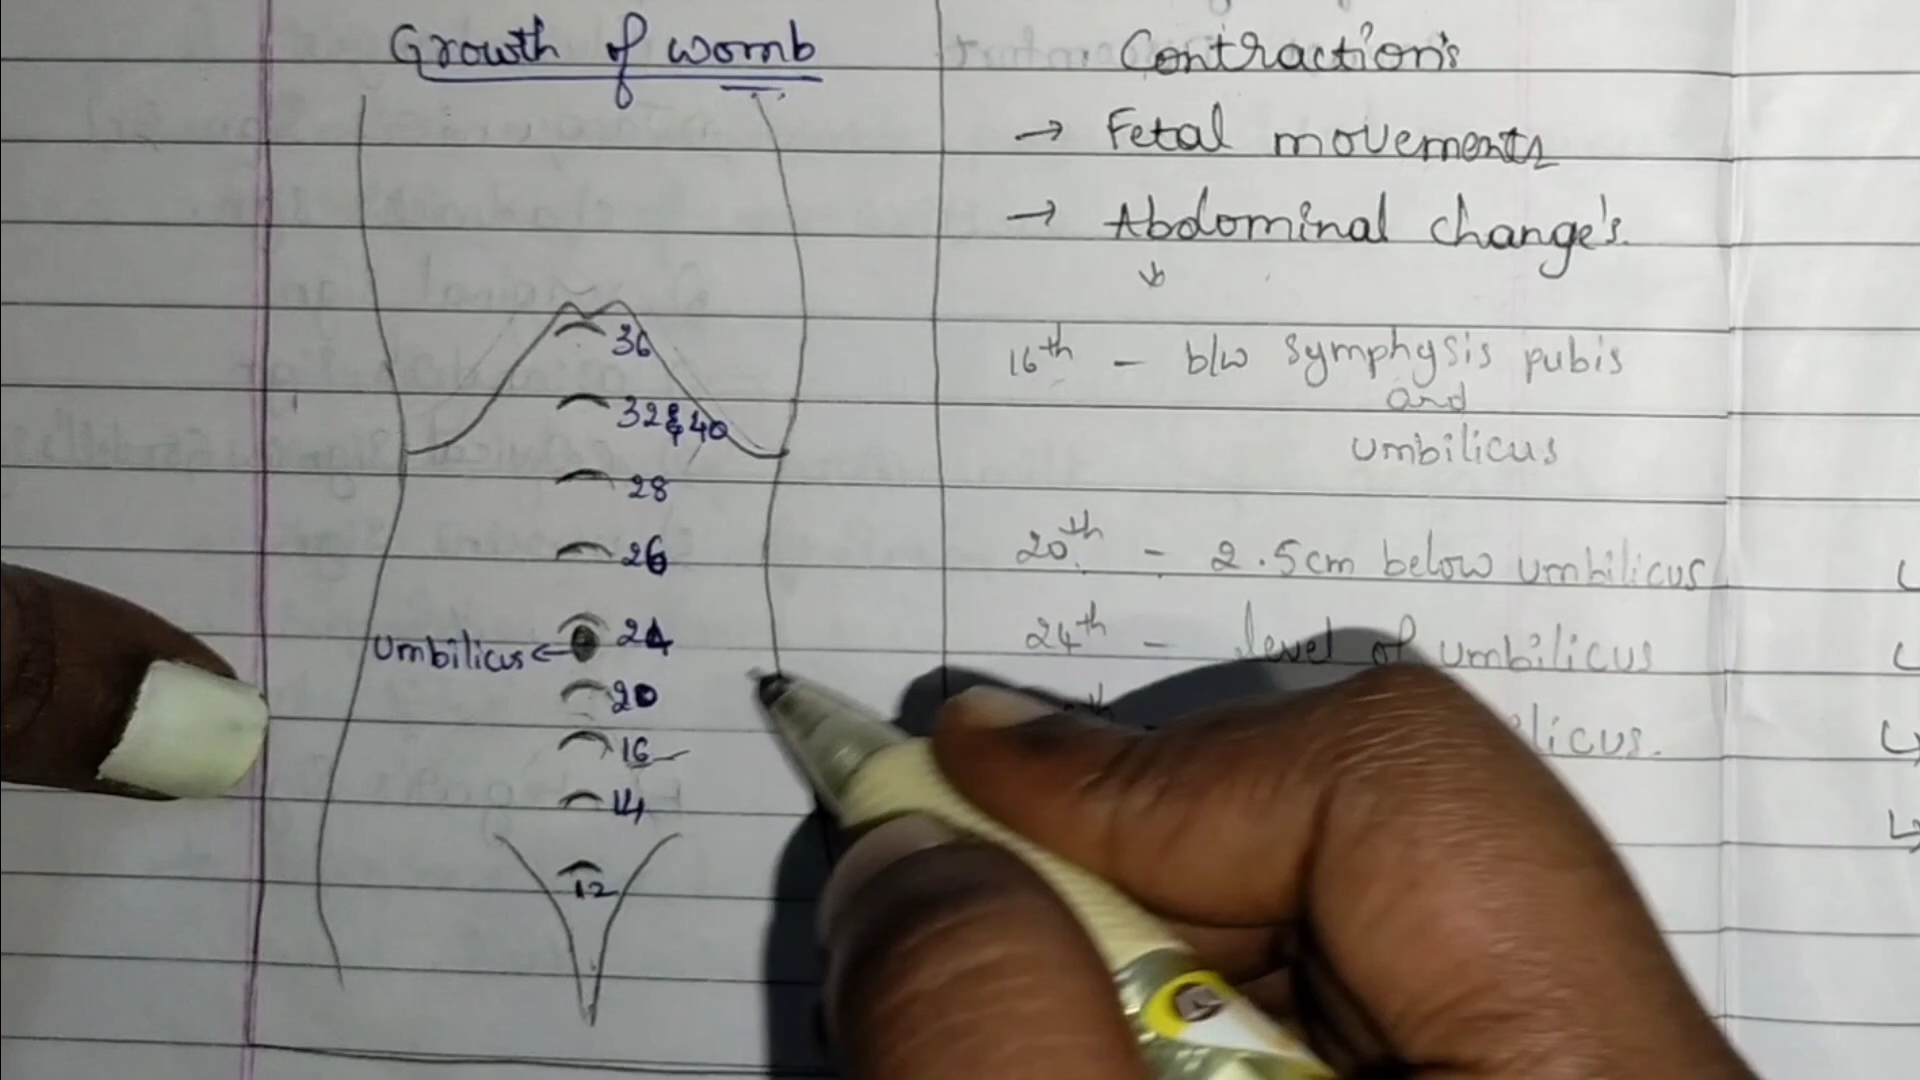 Growth of womb
36
32 & 40
28
26
24
Umbilicus
20
16
14
12
Contraction's
→ Fetal movements
→ Abdominal change's.
16th - b/w symphysis pubis
and
umbilicus
20th - 2.5cm below umbilicus
24th - level of umbilicus